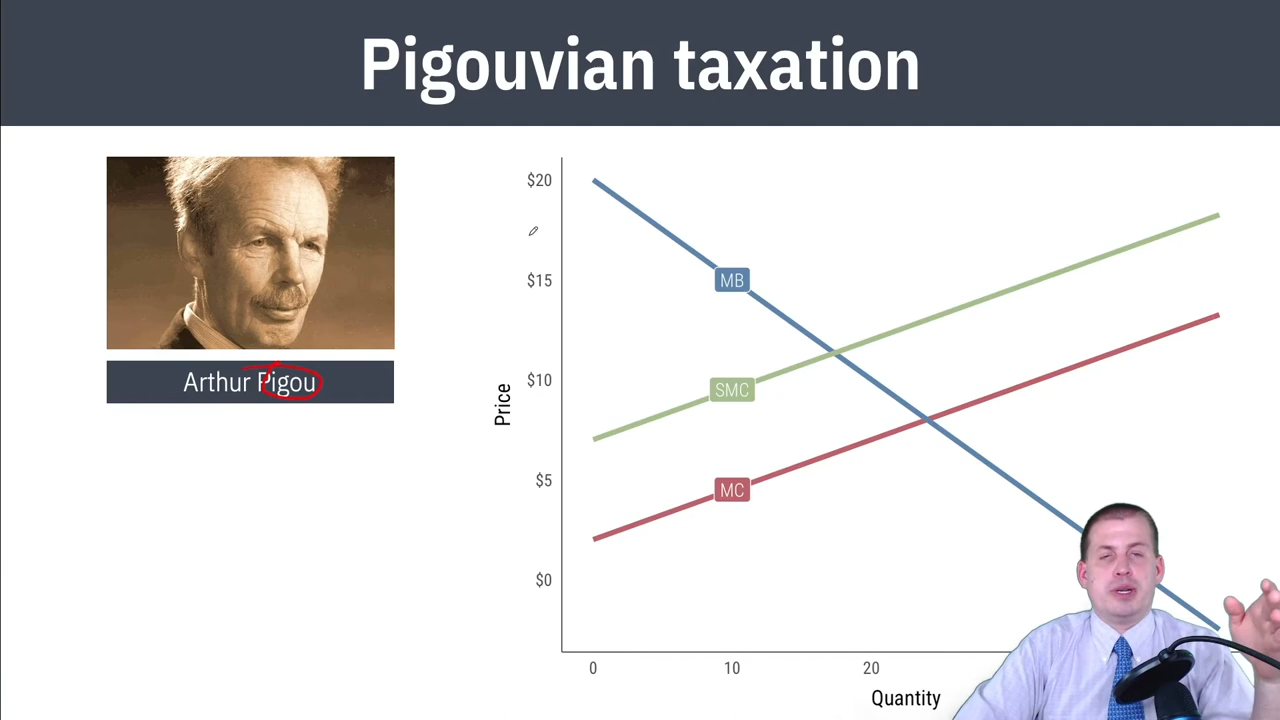 Pigouvian taxation
Arthur Pigou
$20
$15
$10
$5
$0
Price
MB
SMC
MC
0
10
20
Quantity